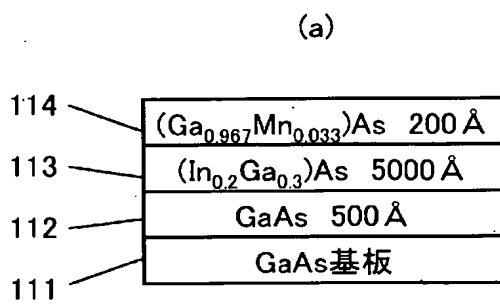 (a)
114 (Ga₀.₉₆₇Mn₀.₀₃₃)As 200Å
113 (In₀.₂Ga₀.₃)As 5000Å
112 GaAs 500Å
111 GaAs基板